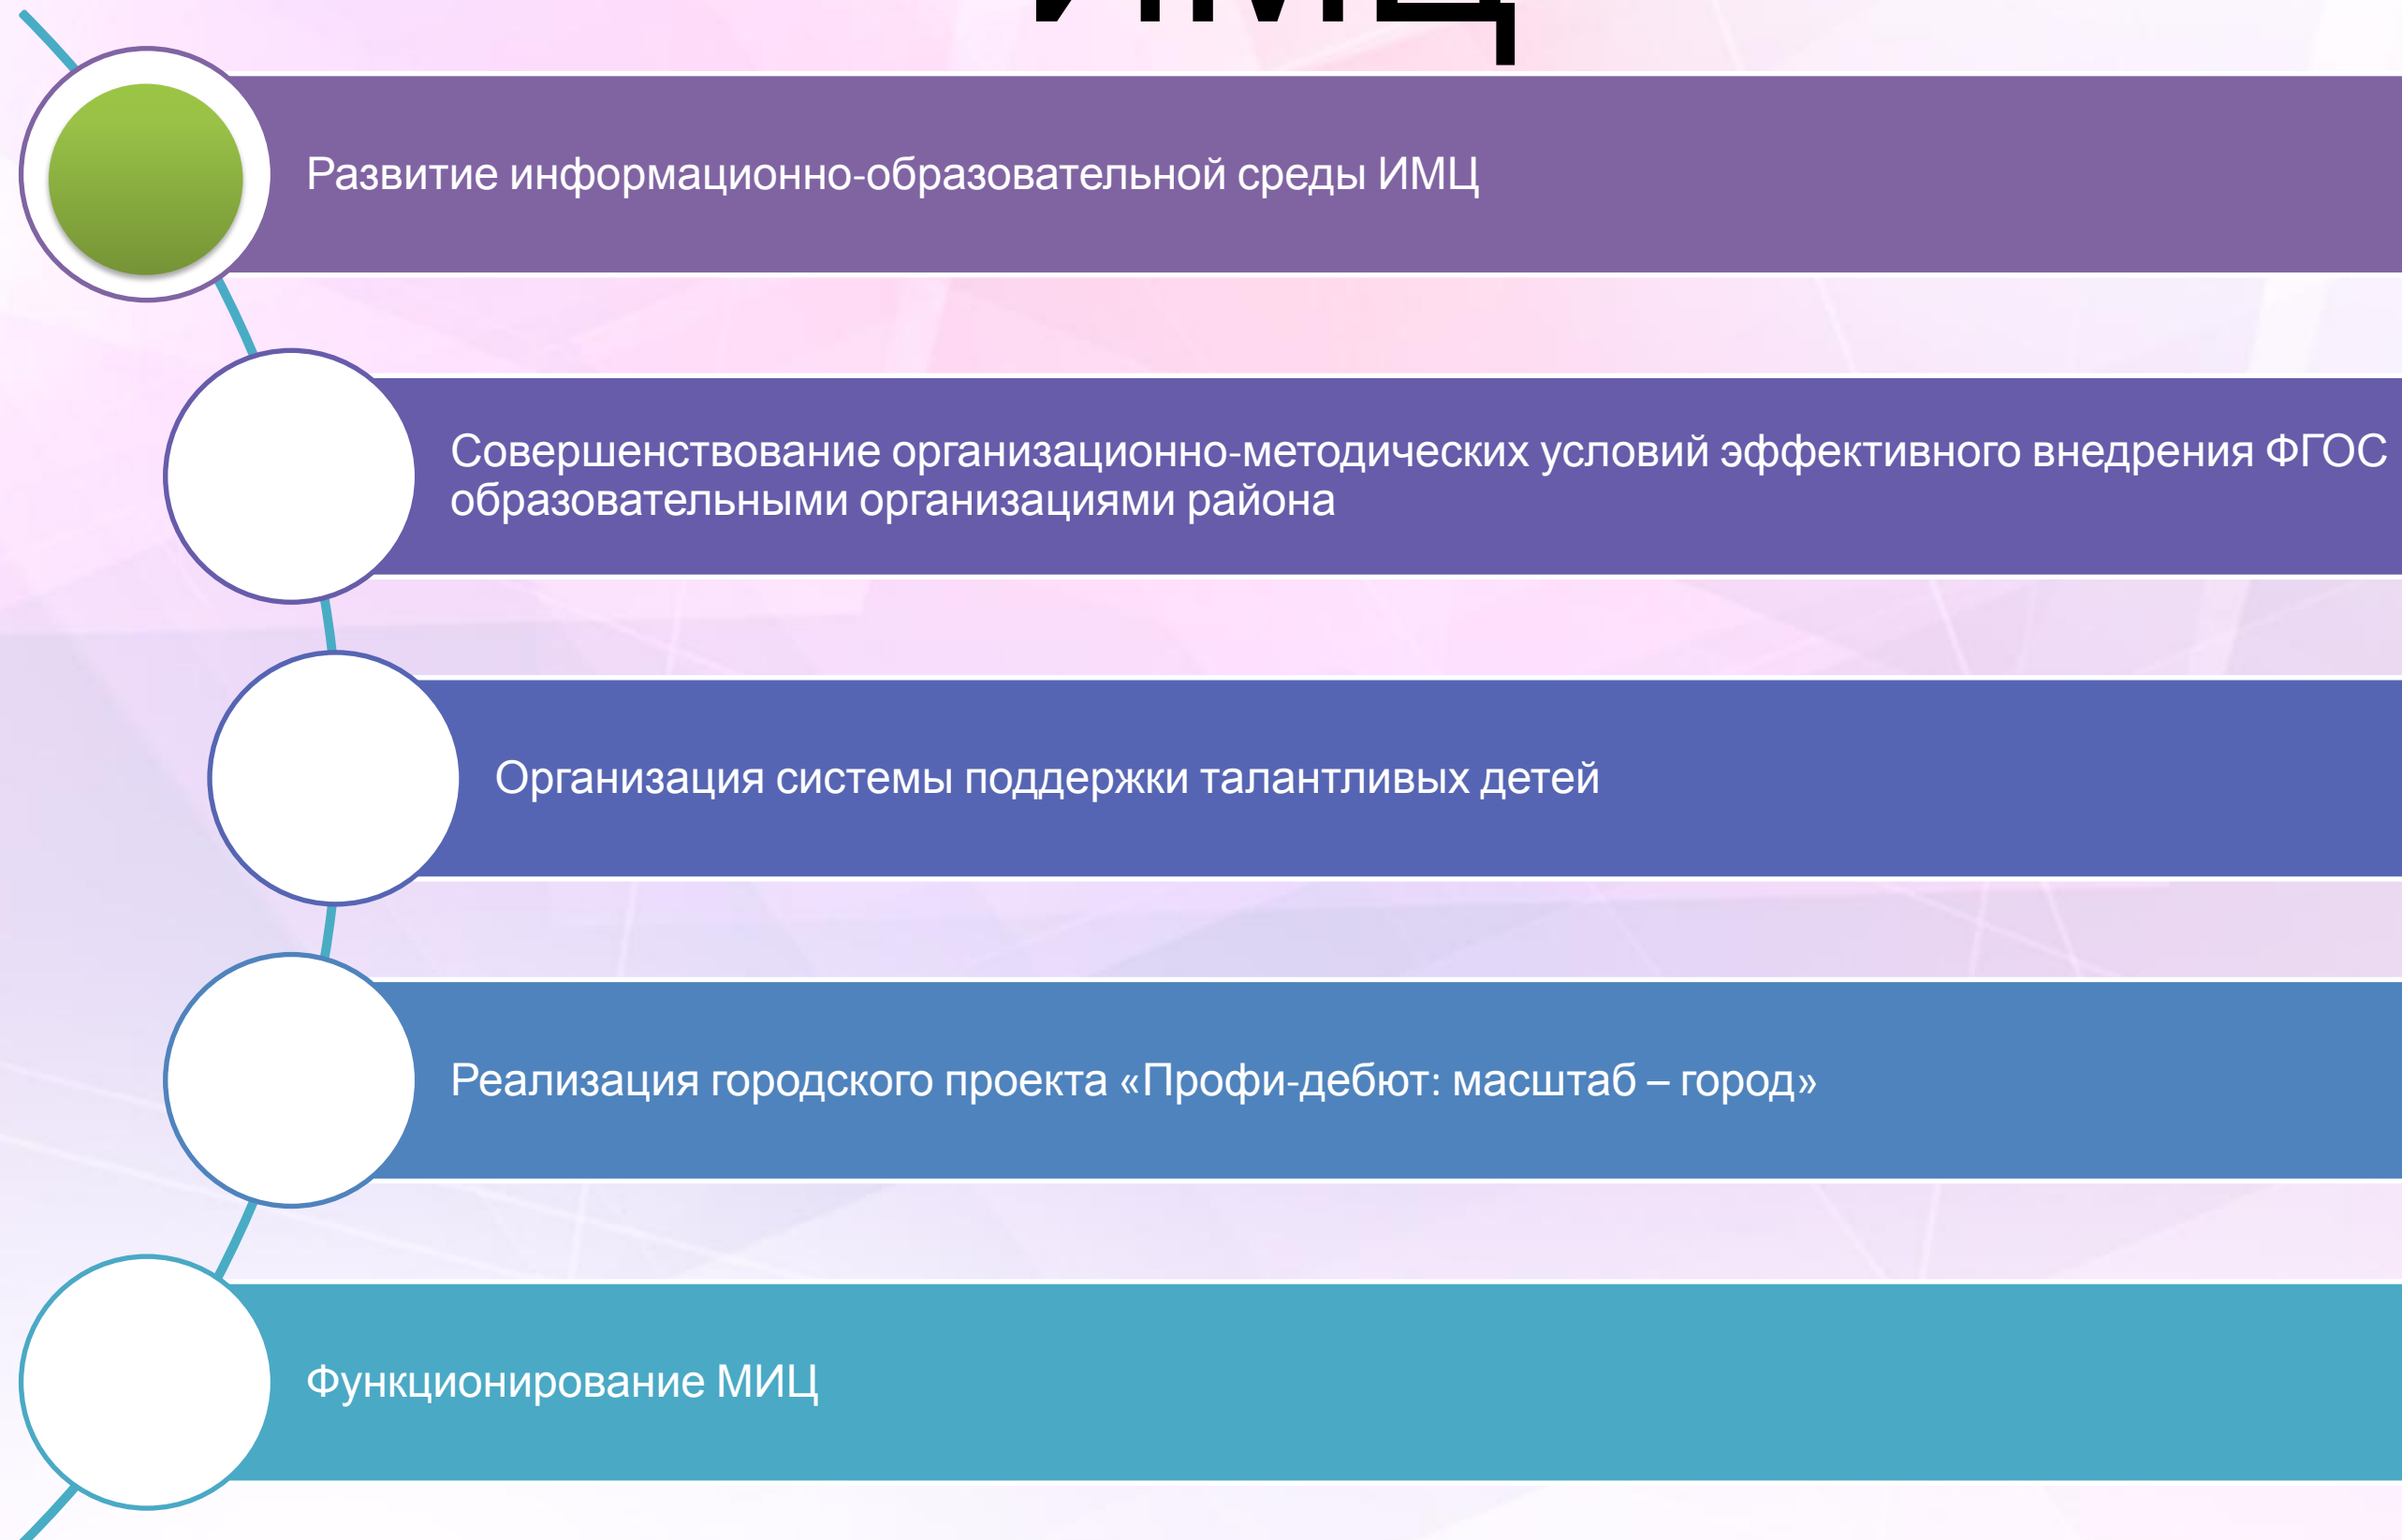 ИМЦ
Развитие информационно-образовательной среды ИМЦ
Совершенствование организационно-методических условий эффективного внедрения ФГОС
образовательными организациями района
Организация системы поддержки талантливых детей
Реализация городского проекта «Профи-дебют: масштаб – город»
Функционирование МИЦ